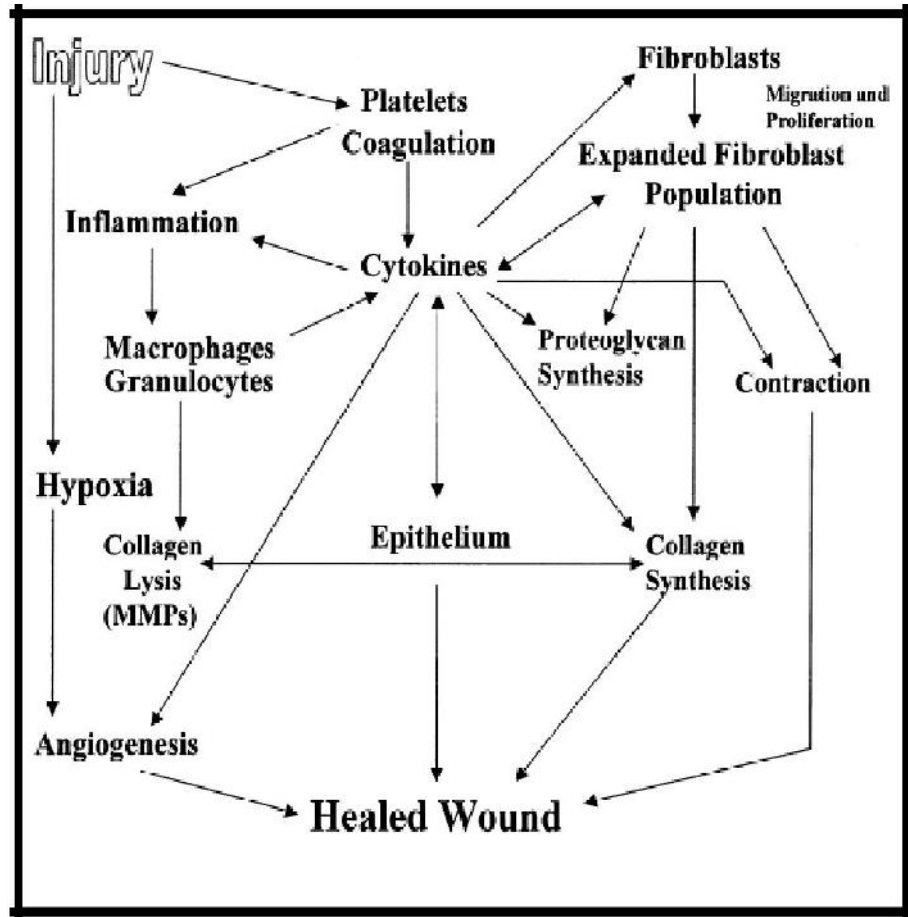 Injury
Fibroblasts
Platelets
Coagulation
Migration and
Proliferation
Expanded Fibroblast
Population
Inflammation
Cytokines
Macrophages
Granulocytes
Proteoglycan
Synthesis
Contraction
Hypoxia
Collagen
Lysis
(MMPs)
Epithelium
Collagen
Synthesis
Angiogenesis
Healed Wound